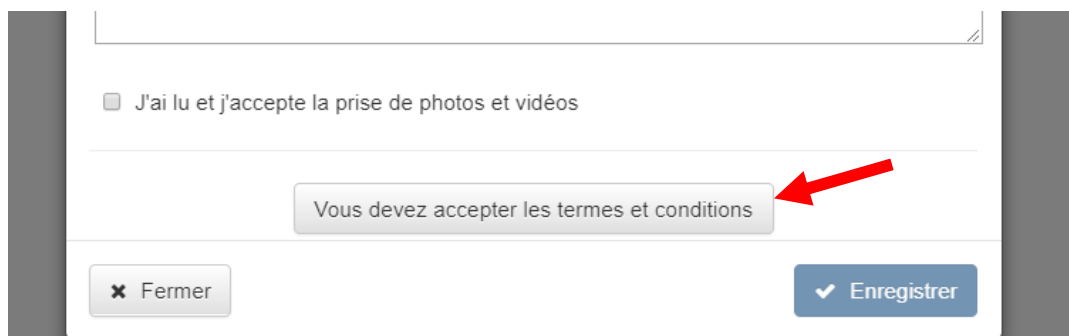 J'ai lu et j'accepte la prise de photos et vidéos
Vous devez accepter les termes et conditions
Fermer
Enregistrer